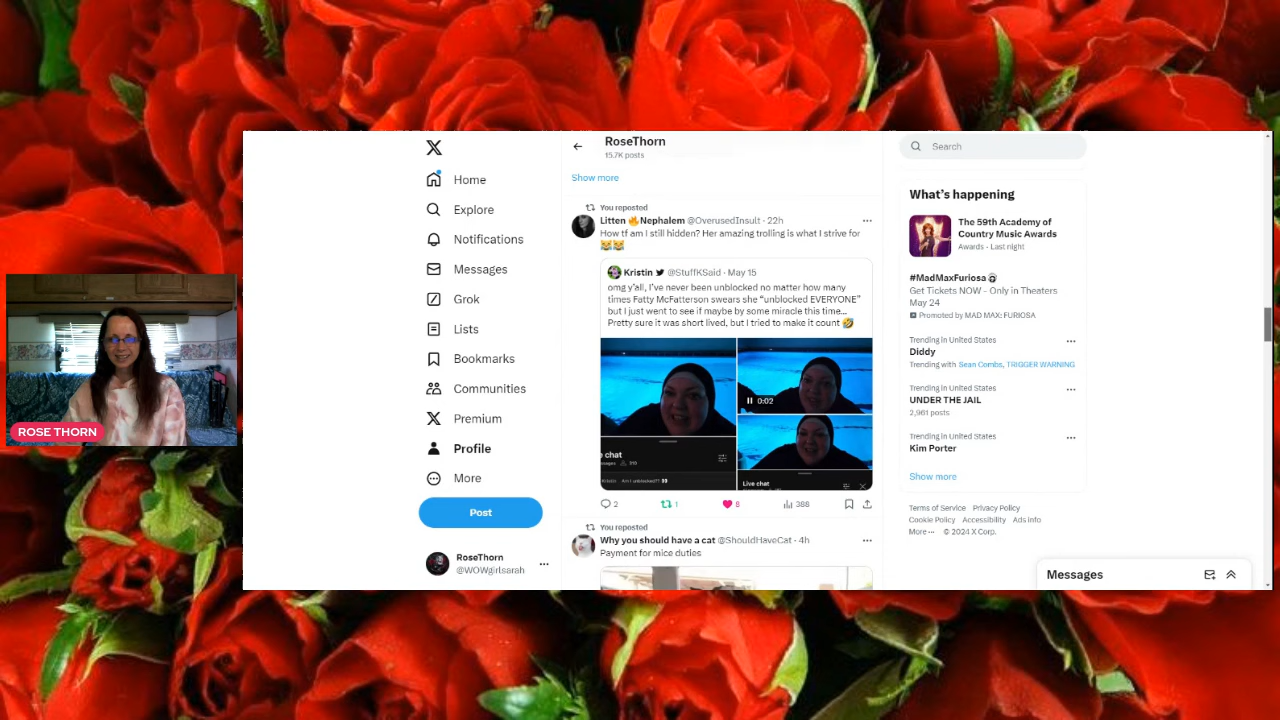 ROSE THORN
Home
Explore
Notifications
Messages
Grok
Lists
Bookmarks
Communities
Premium
Profile
More
Post
RoseThorn
@WOWgirlsarah
RoseThorn
15.7K posts
Show more
You reposted
Litten 🔥Nephalem @OverusedInsult · 22h
How tf am I still hidden? Her amazing trolling is what I strive for
😹😹
Kristin @StuffKSaid · May 15
omg y'all, I've never been unblocked no matter how many
times Fatty McFatterson swears she "unblocked EVERYONE"
but I just went to see if maybe by some miracle this time...
Pretty sure it was short lived, but I tried to make it count 🤣
0:02
e chat
Live chat
2
1
8
388
You reposted
Why you should have a cat @ShouldHaveCat · 4h
Payment for mice duties
Search
What's happening
The 59th Academy of
Country Music Awards
Awards · Last night
#MadMaxFuriosa
Get Tickets NOW – Only in Theaters
May 24
Promoted by MAD MAX: FURIOSA
Trending in United States
Diddy
Trending with Sean Combs, TRIGGER WARNING
Trending in United States
UNDER THE JAIL
2,961 posts
Trending in United States
Kim Porter
Show more
Terms of Service Privacy Policy
Cookie Policy Accessibility Ads info
More ··· © 2024 X Corp.
Messages